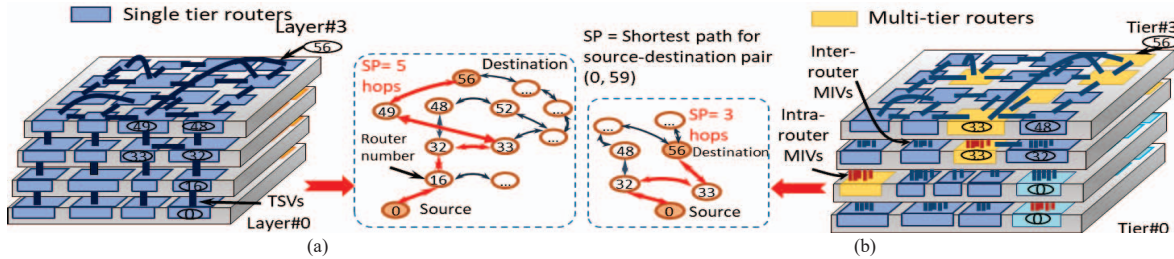 Single tier routers
Layer#3
56
49
48
33
32
16
0
TSVs
Layer#0
(a)
SP= 5
hops
56
Destination
...
49
48
52
...
Router
number
32
33
...
16
...
0
Source
SP = Shortest path for
source-destination pair
(0, 59)
...
...
SP= 3
hops
48
56
Destination
32
33
0
Source
Multi-tier routers
Tier#3
56
Inter-
router
MIVs
Intra-
router
MIVs
33
48
33
32
0
0
Tier#0
(b)